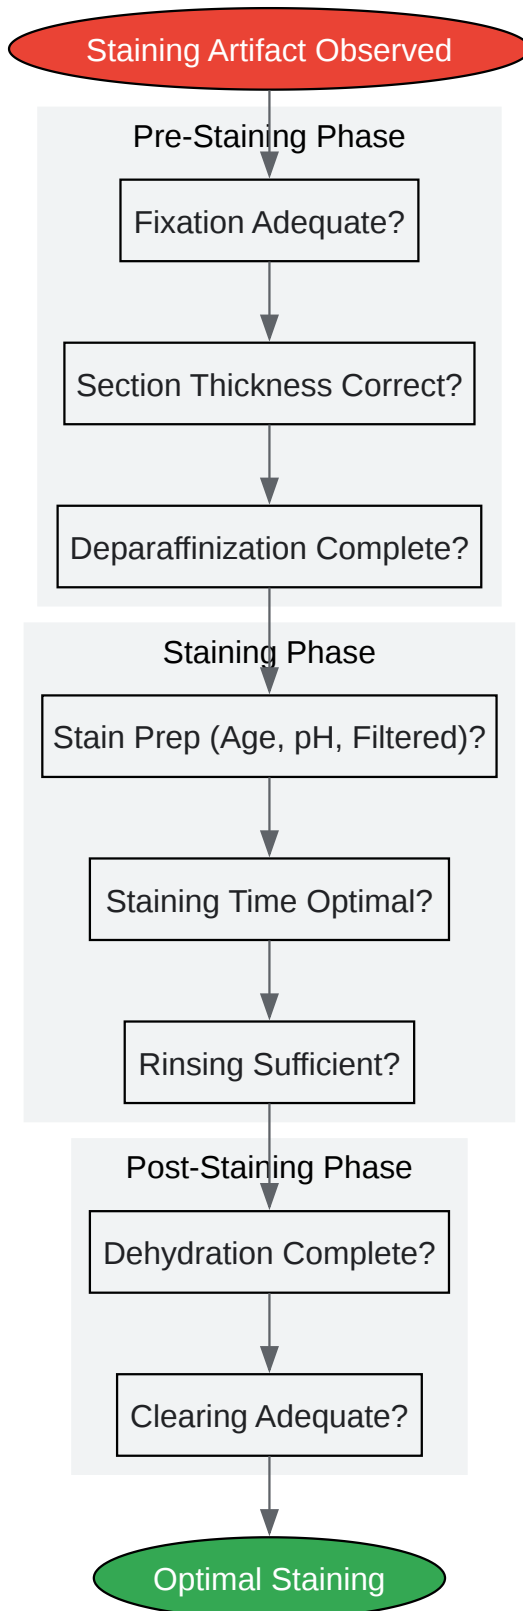 Staining Artifact Observed
Pre-Staining Phase
Fixation Adequate?
Section Thickness Correct?
Deparaffinization Complete?
Staining Phase
Stain Prep (Age, pH, Filtered)?
Staining Time Optimal?
Rinsing Sufficient?
Post-Staining Phase
Dehydration Complete?
Clearing Adequate?
Optimal Staining